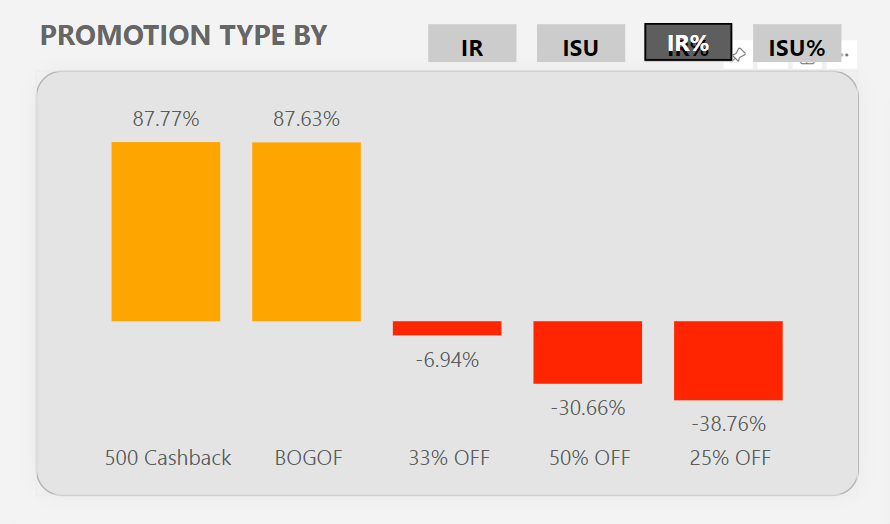 PROMOTION TYPE BY
IR
ISU
IR%
ISU%
87.77%
87.63%
-6.94%
-30.66%
-38.76%
500 Cashback
BOGOF
33% OFF
50% OFF
25% OFF